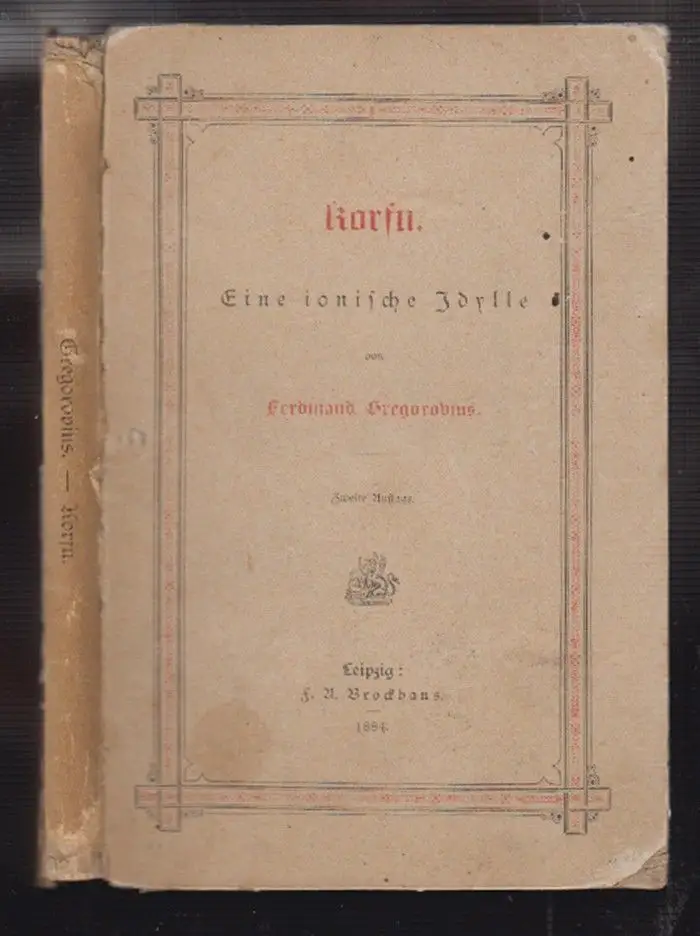 Gregorovius. — Korfu.
Korfu.
Eine ionische Idylle
von
Ferdinand Gregorovius.
Zweite Auflage.
Leipzig:
F. A. Brockhaus.
1884.